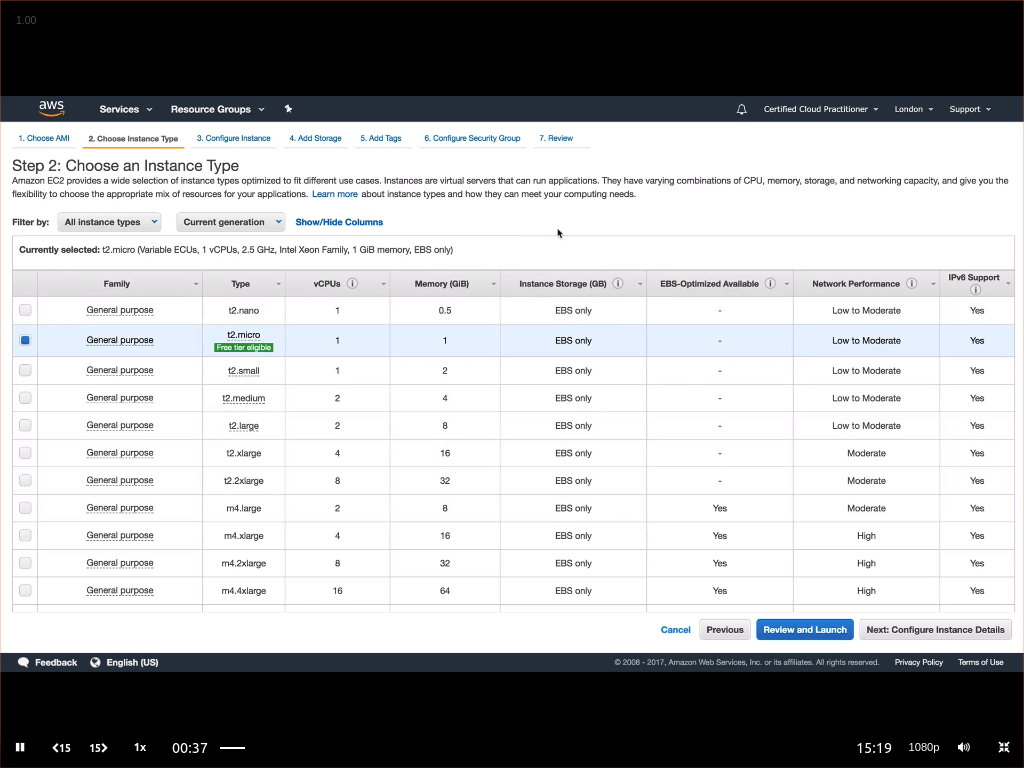 1.00
aws Services Resource Groups Certified Cloud Practitioner London Support
1. Choose AMI 2. Choose Instance Type 3. Configure Instance 4. Add Storage 5. Add Tags 6. Configure Security Group 7. Review
Step 2: Choose an Instance Type
Amazon EC2 provides a wide selection of instance types optimized to fit different use cases. Instances are virtual servers that can run applications. They have varying combinations of CPU, memory, storage, and networking capacity, and give you the
flexibility to choose the appropriate mix of resources for your applications. Learn more about instance types and how they can meet your computing needs.
Filter by: All instance types Current generation Show/Hide Columns
Currently selected: t2.micro (Variable ECUs, 1 vCPUs, 2.5 GHz, Intel Xeon Family, 1 GiB memory, EBS only)
Family Type vCPUs Memory (GiB) Instance Storage (GB) EBS-Optimized Available Network Performance IPv6 Support
General purpose t2.nano 1 0.5 EBS only - Low to Moderate Yes
General purpose t2.micro Free tier eligible 1 1 EBS only - Low to Moderate Yes
General purpose t2.small 1 2 EBS only - Low to Moderate Yes
General purpose t2.medium 2 4 EBS only - Low to Moderate Yes
General purpose t2.large 2 8 EBS only - Low to Moderate Yes
General purpose t2.xlarge 4 16 EBS only - Moderate Yes
General purpose t2.2xlarge 8 32 EBS only - Moderate Yes
General purpose m4.large 2 8 EBS only Yes Moderate Yes
General purpose m4.xlarge 4 16 EBS only Yes High Yes
General purpose m4.2xlarge 8 32 EBS only Yes High Yes
General purpose m4.4xlarge 16 64 EBS only Yes High Yes
Cancel Previous Review and Launch Next: Configure Instance Details
Feedback English (US) © 2008 - 2017, Amazon Web Services, Inc. or its affiliates. All rights reserved. Privacy Policy Terms of Use
15 15 1x 00:37 15:19 1080p